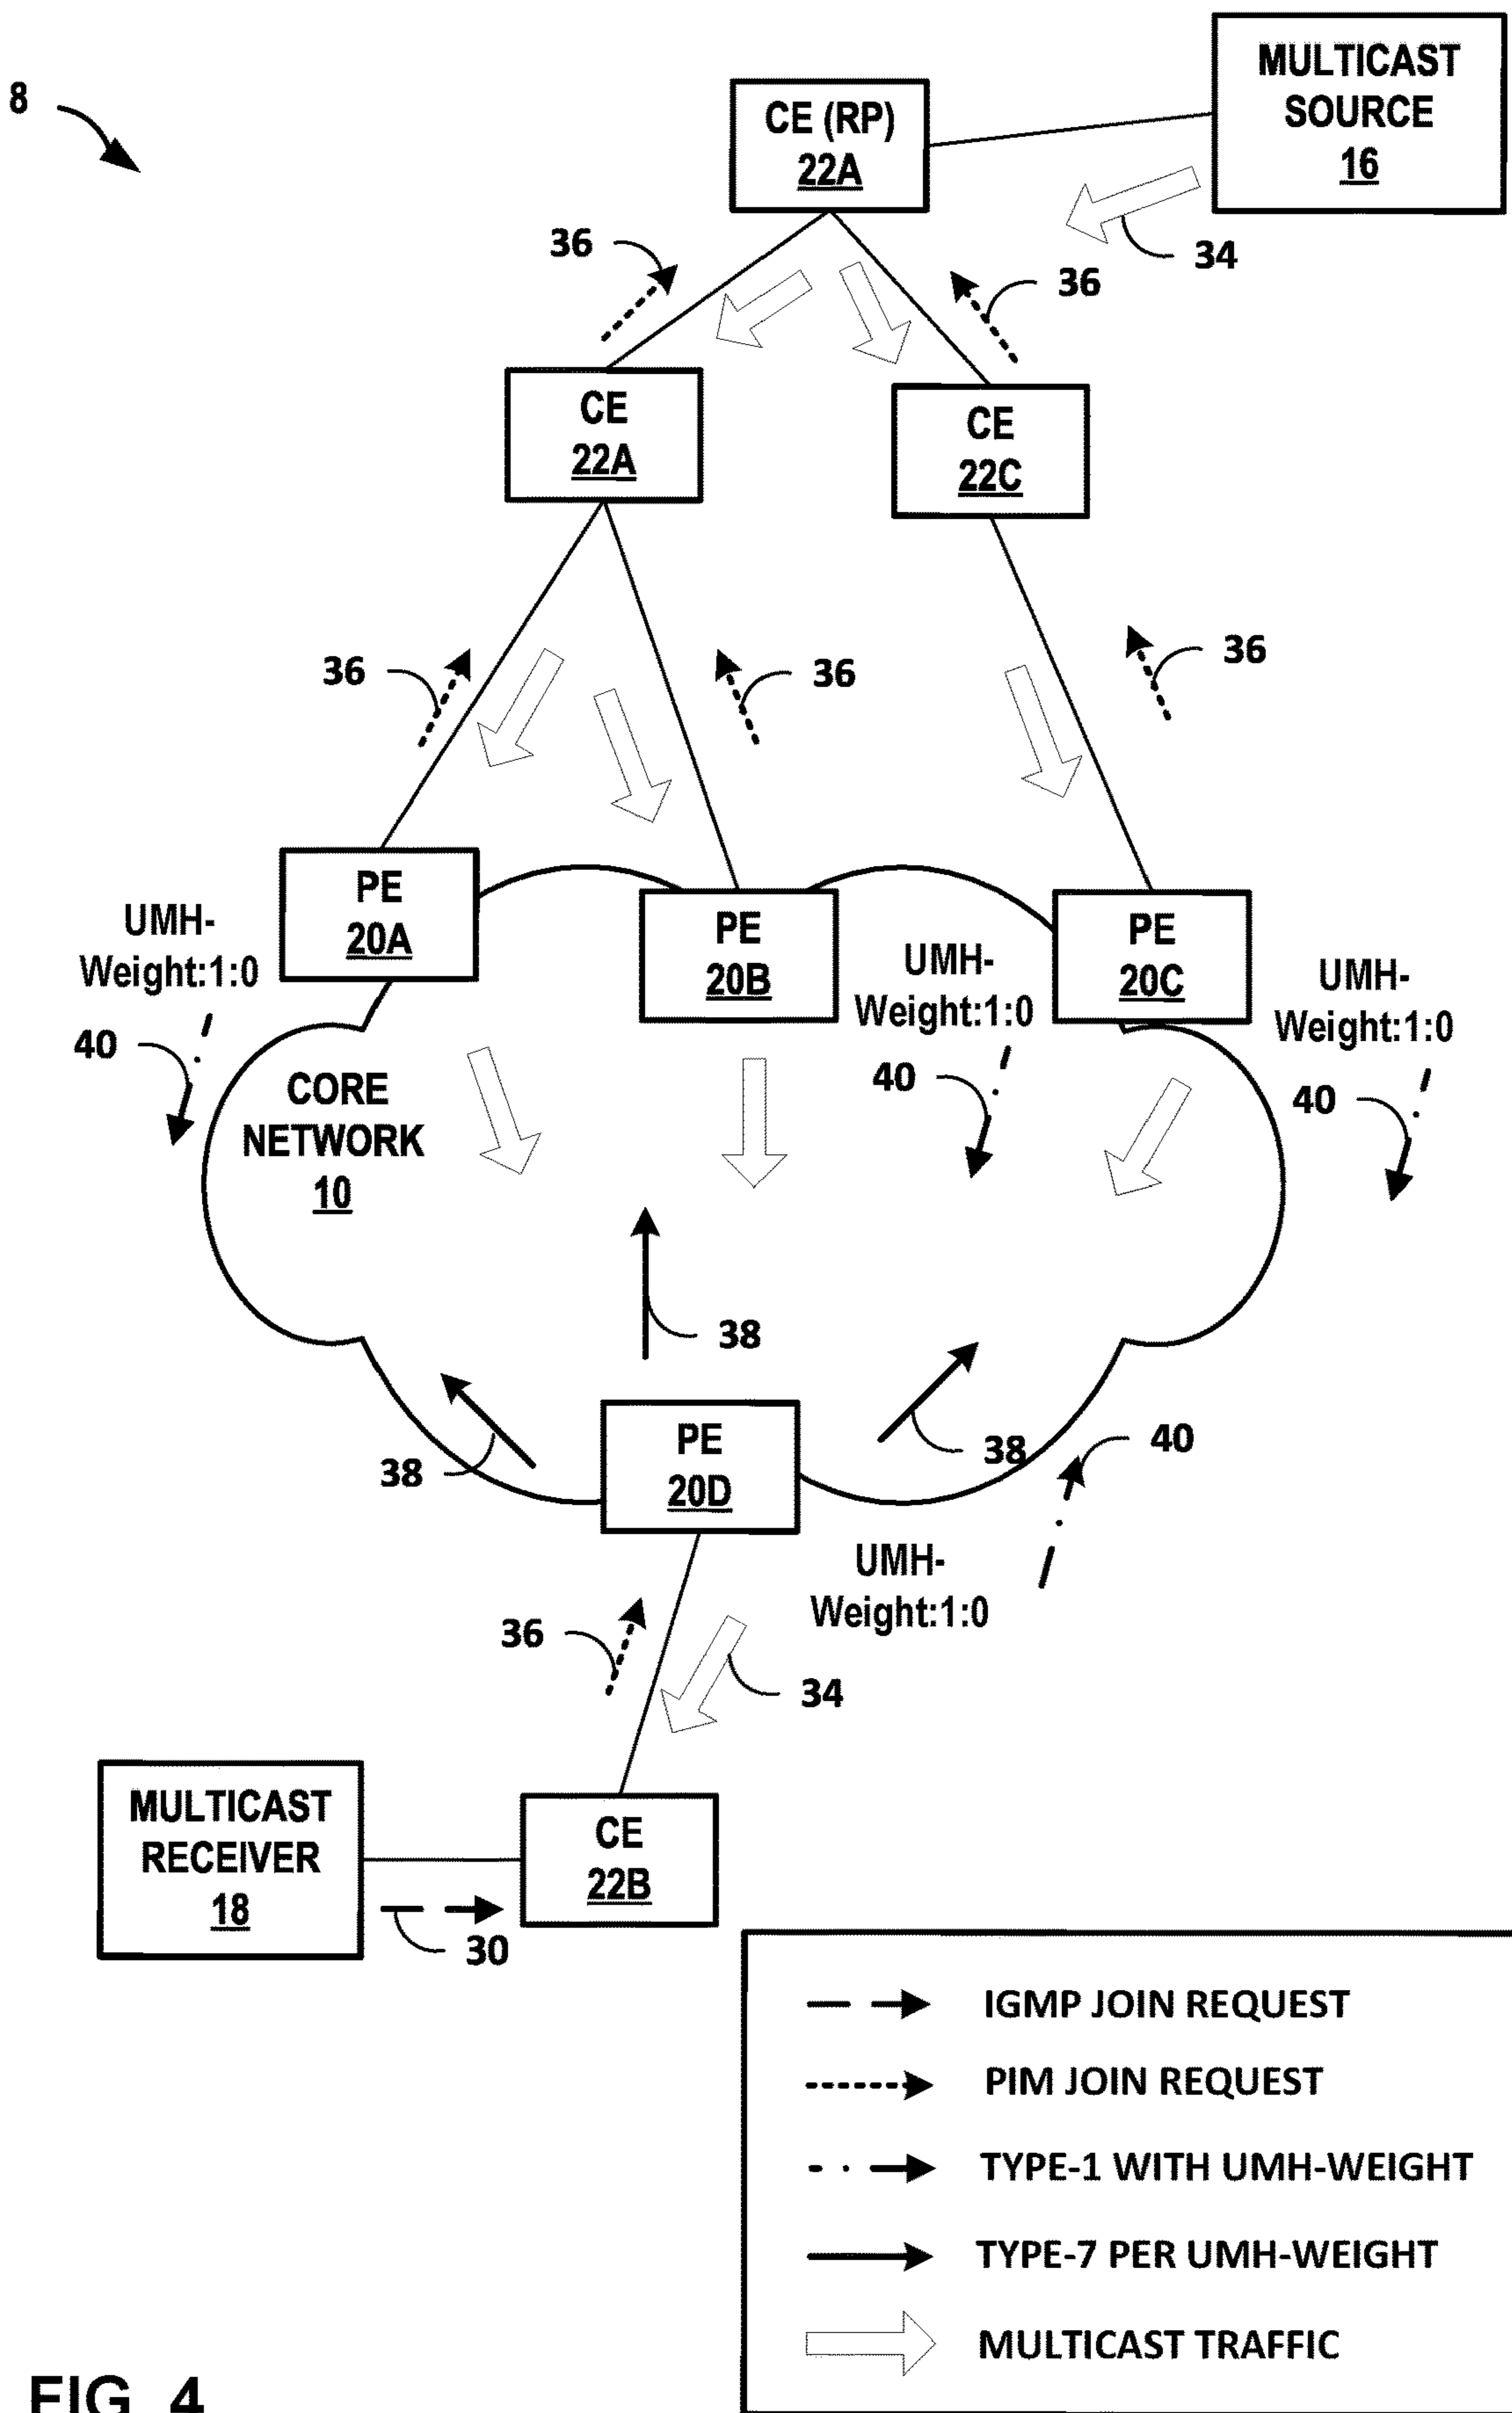 8
MULTICAST
SOURCE
16
CE (RP)
22A
34
36
36
CE
22A
CE
22C
36
36
36
PE
20A
PE
20B
PE
20C
UMH-
Weight:1:0
UMH-
Weight:1:0
UMH-
Weight:1:0
40
40
40
CORE
NETWORK
10
38
38
38
40
PE
20D
UMH-
Weight:1:0
36
34
MULTICAST
RECEIVER
18
CE
22B
30
IGMP JOIN REQUEST
PIM JOIN REQUEST
TYPE-1 WITH UMH-WEIGHT
TYPE-7 PER UMH-WEIGHT
MULTICAST TRAFFIC
FIG. 4